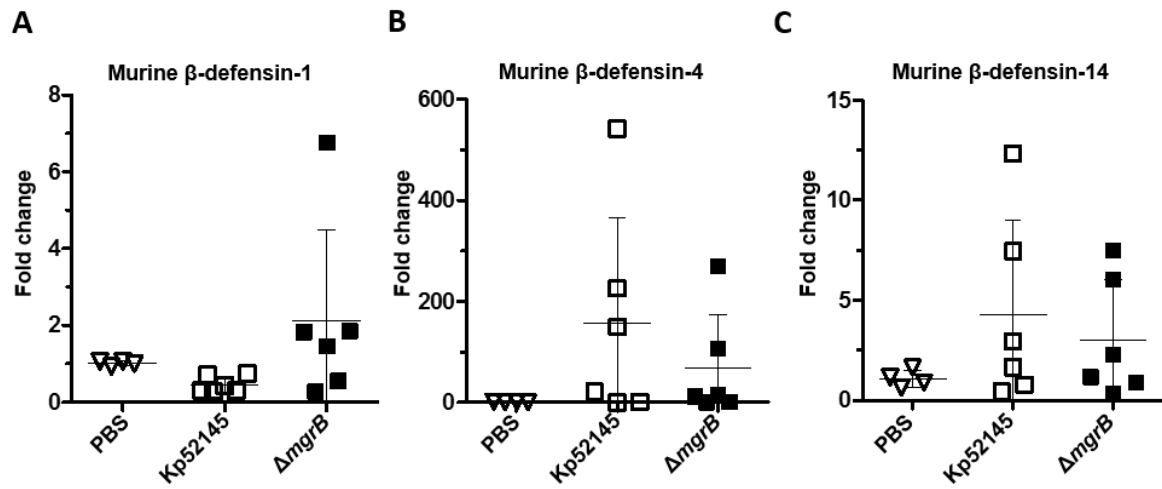 A
Murine β-defensin-1
Fold change
8
6
4
2
0
PBS
Kp52145
ΔmgrB
B
Murine β-defensin-4
Fold change
600
400
200
0
PBS
Kp52145
ΔmgrB
C
Murine β-defensin-14
Fold change
15
10
5
0
PBS
Kp52145
ΔmgrB